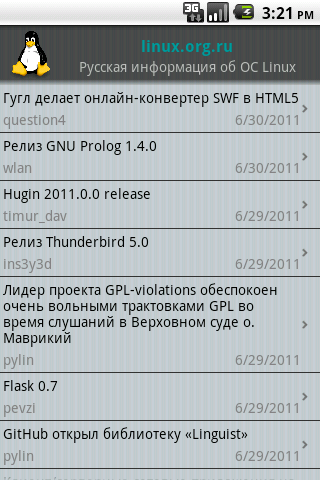 3G
3:21 PM
linux.org.ru
Русская информация об ОС Linux
Гугл делает онлайн-конвертер SWF в HTML5
question4 6/30/2011
Релиз GNU Prolog 1.4.0
wlan 6/30/2011
Hugin 2011.0.0 release
timur_dav 6/29/2011
Релиз Thunderbird 5.0
ins3y3d 6/29/2011
Лидер проекта GPL-violations обеспокоен
очень вольными трактовками GPL во
время слушаний в Верховном суде о.
Маврикий
pylin 6/29/2011
Flask 0.7
pevzi 6/29/2011
GitHub открыл библиотеку «Linguist»
pylin 6/29/2011